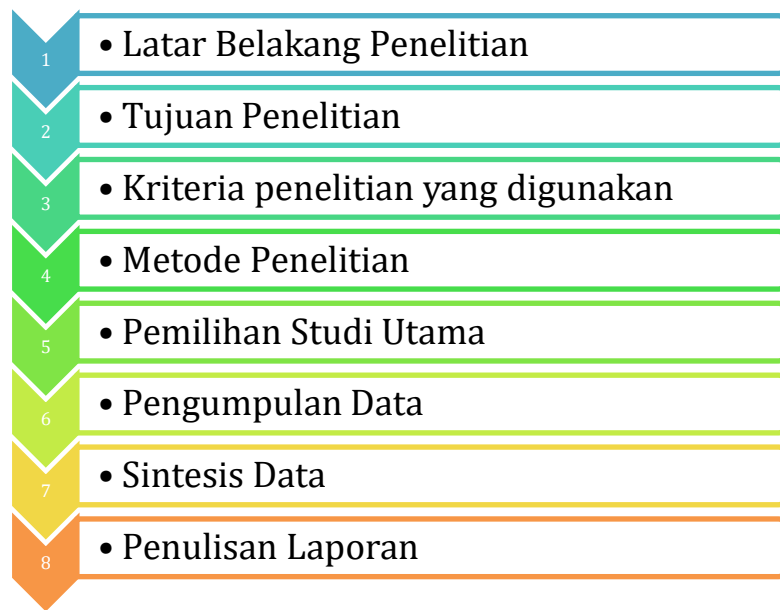 1 • Latar Belakang Penelitian
2 • Tujuan Penelitian
3 • Kriteria penelitian yang digunakan
4 • Metode Penelitian
5 • Pemilihan Studi Utama
6 • Pengumpulan Data
7 • Sintesis Data
8 • Penulisan Laporan